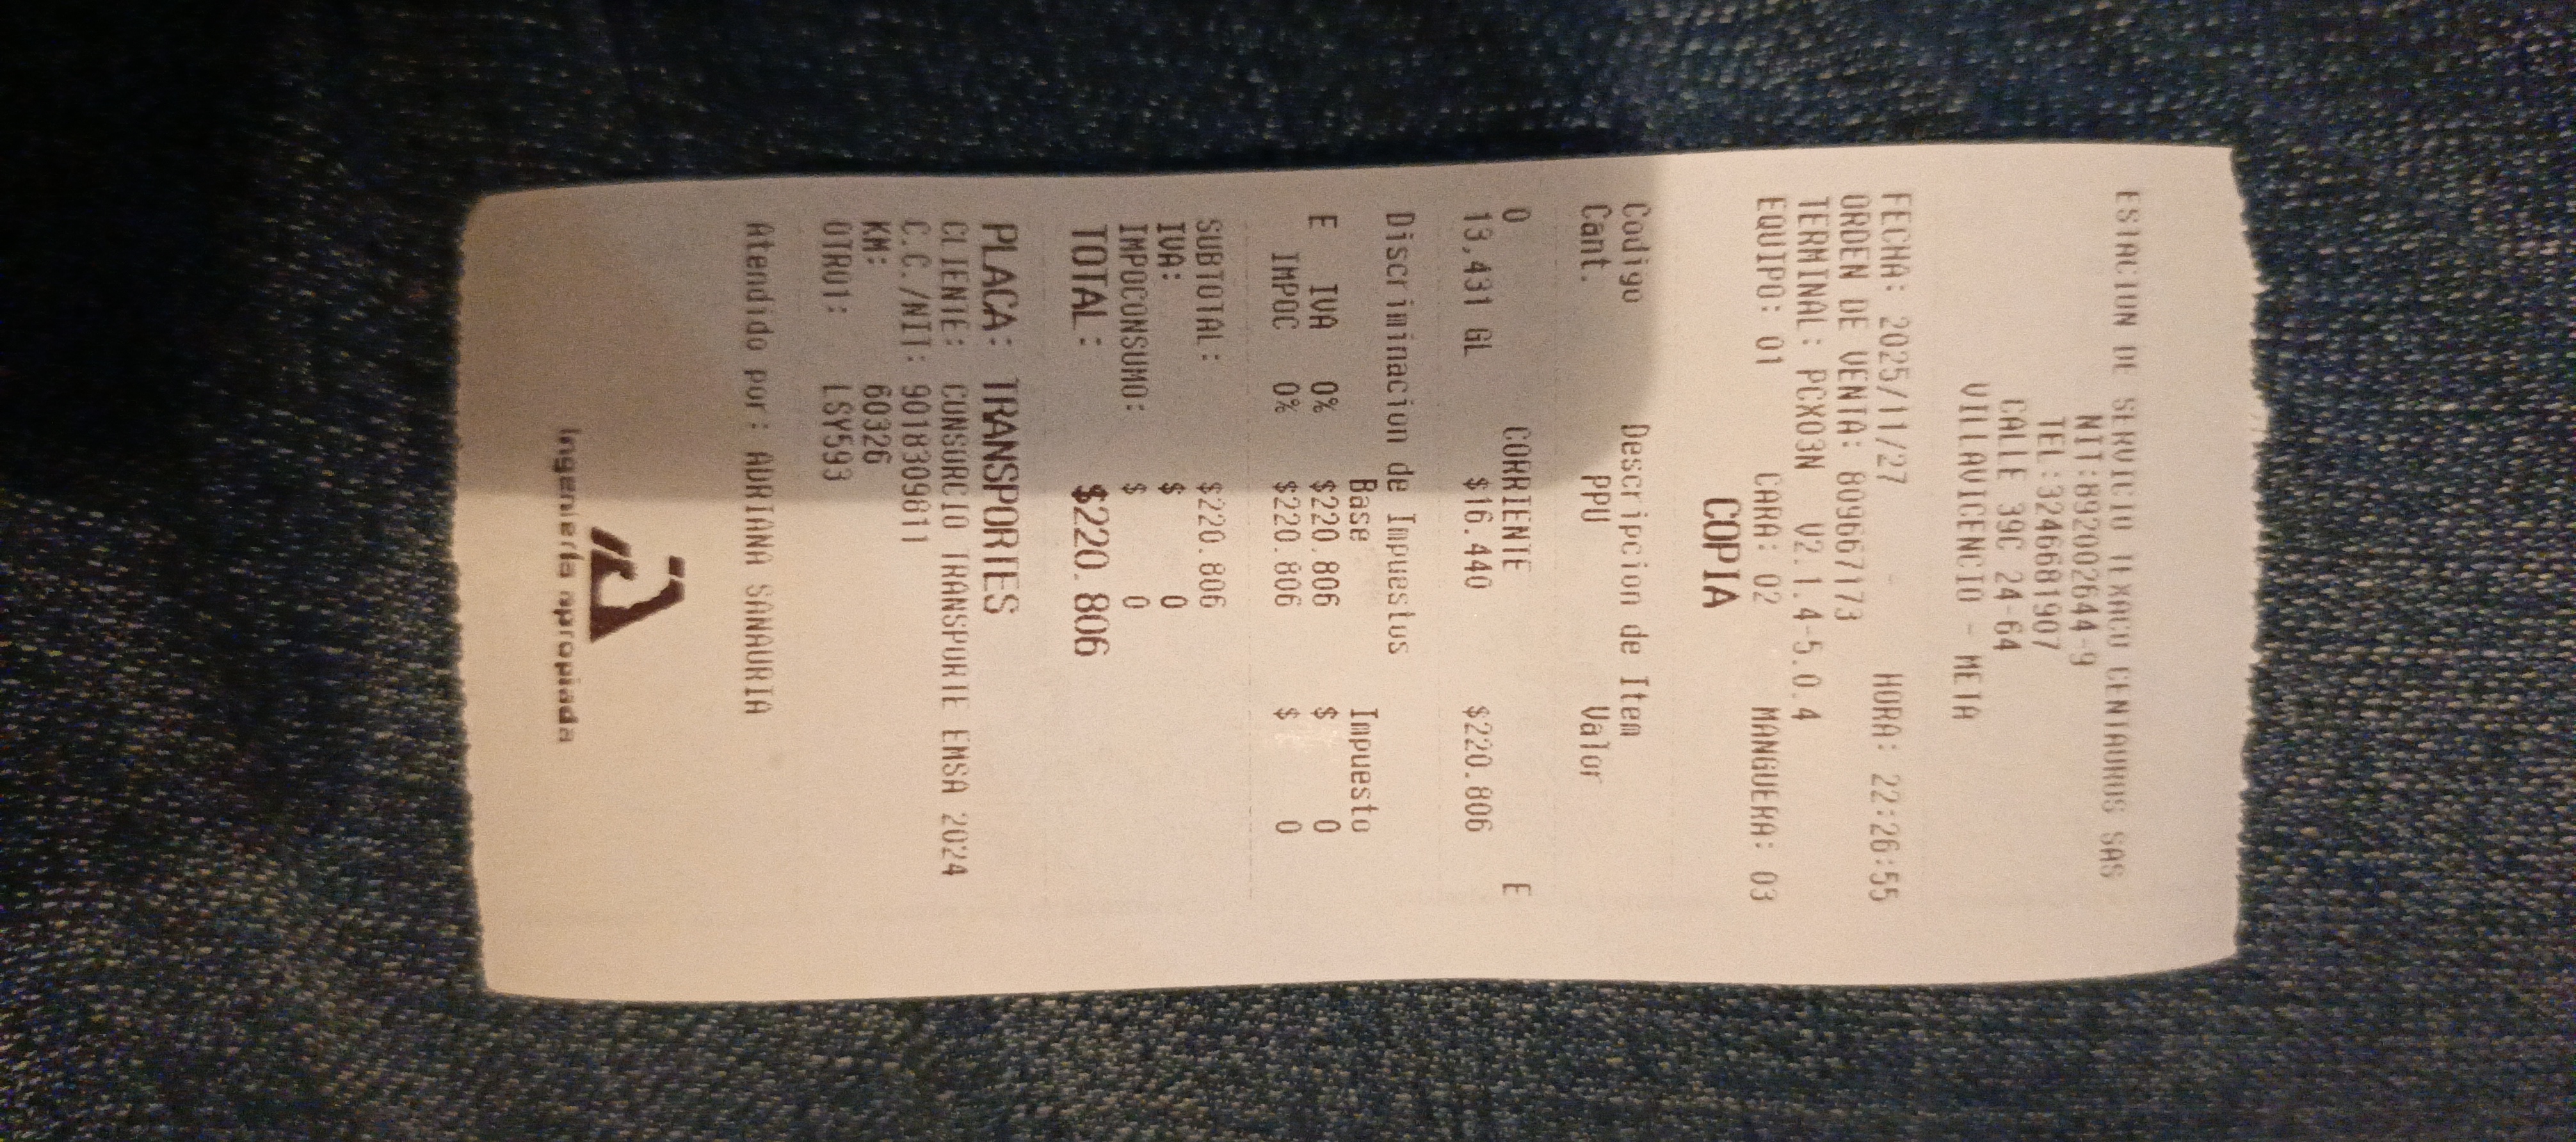 ESTACION DE SERVICIO TEXACO CENTAUROS SAS
NIT:892002644-9
TEL:3246681907
CALLE 39C 24-64
VILLAVICENCIO - META
FECHA: 2025/11/27 - HORA: 22:26:55
ORDEN DE VENTA: 809667173
TERMINAL: PCX03N V2.1.4-5.0.4
EQUIPO: 01 CARA: 02 MANGUERA: 03
COPIA
Codigo Descripcion de Item
Cant. PPU Valor
0 CORRIENTE E
13,431 GL $16.440 $220.806
Discriminacion de Impuestos
Base Impuesto
E IVA 0% $220.806 $ 0
IMPOC 0% $220.806 $ 0
SUBTOTAL: $220.806
IVA: $ 0
IMPOCONSUMO: $ 0
TOTAL: $220.806
PLACA: TRANSPORTES
CLIENTE: CONSORCIO TRANSPORTE EMSA 2024
C.C./NIT: 9018309811
KM: 60326
OTRO1: LSY593
Atendido por: ADRIANA SANAURIA
Ingeniería apropiada